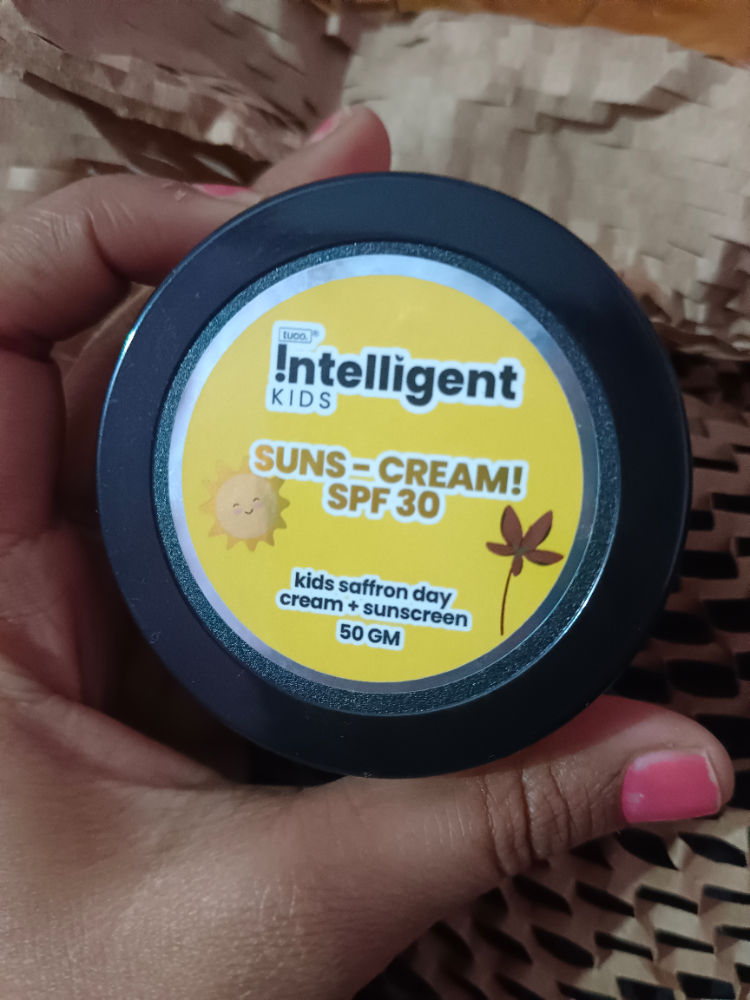 tuco.®
!ntelligent
KIDS
SUNS-CREAM!
SPF 30
kids saffron day
cream + sunscreen
50 GM